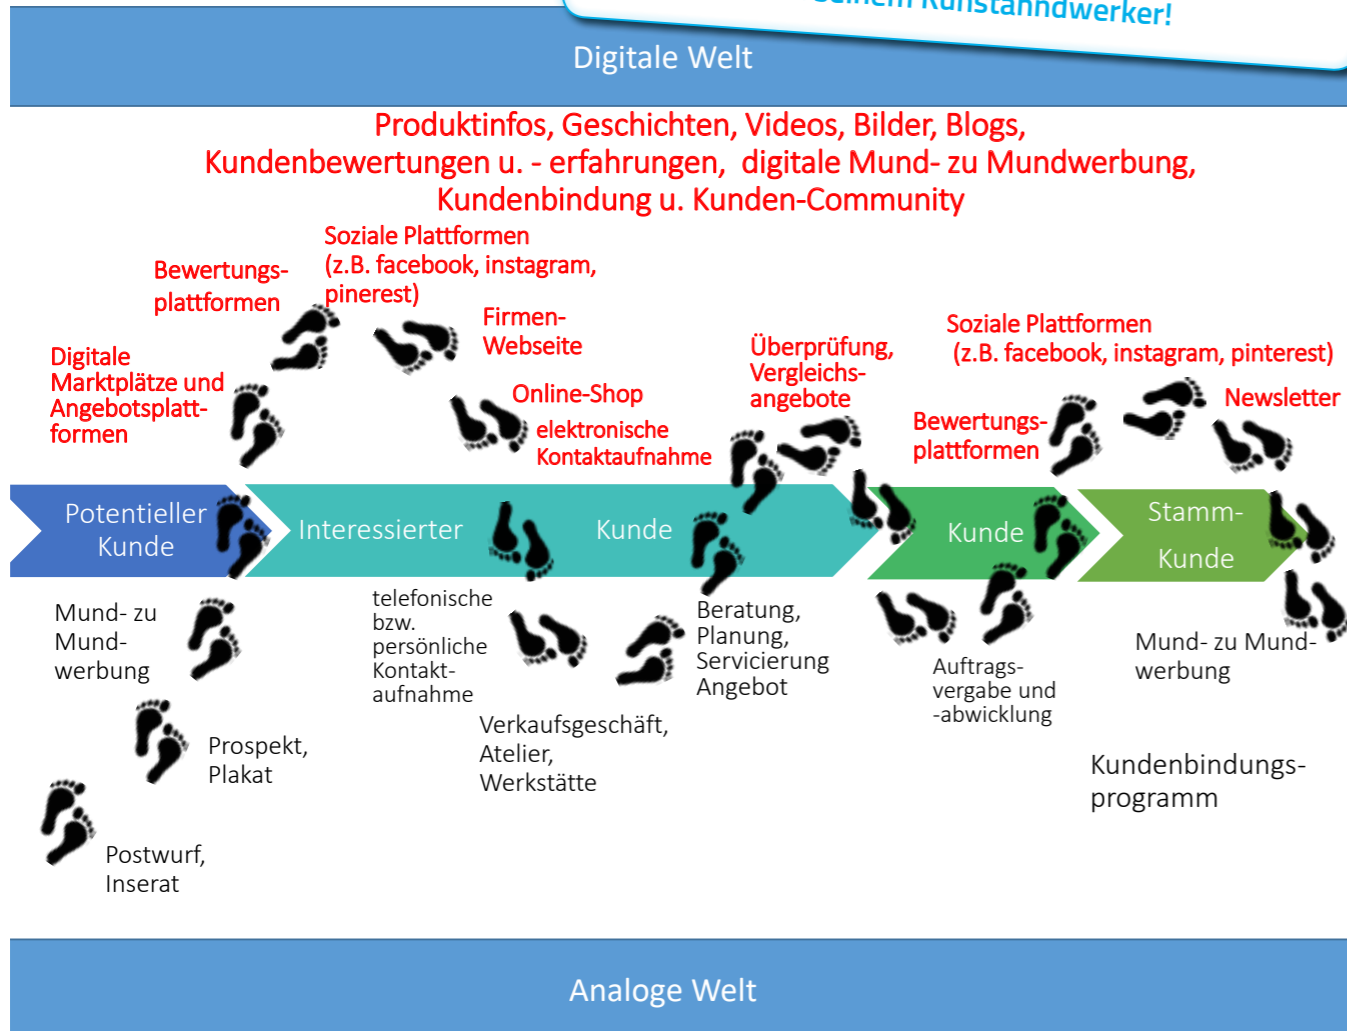 Kunstahndwerker!
Digitale Welt
Produktinfos, Geschichten, Videos, Bilder, Blogs,
Kundenbewertungen u. - erfahrungen, digitale Mund- zu Mundwerbung,
Kundenbindung u. Kunden-Community
Soziale Plattformen
(z.B. facebook, instagram,
pinerest)
Bewertungs-
plattformen
Firmen-
Webseite
Digitale
Marktplätze und
Angebotsplatt-
formen
Online-Shop
elektronische
Kontaktaufnahme
Überprüfung,
Vergleichs-
angebote
Soziale Plattformen
(z.B. facebook, instagram, pinterest)
Newsletter
Bewertungs-
plattformen
Potentieller
Kunde
Interessierter Kunde
Kunde
Stamm-
Kunde
Mund- zu
Mund-
werbung
Prospekt,
Plakat
Postwurf,
Inserat
telefonische
bzw.
persönliche
Kontakt-
aufnahme
Verkaufsgeschäft,
Atelier,
Werkstätte
Beratung,
Planung,
Servicierung
Angebot
Auftrags-
vergabe und
-abwicklung
Mund- zu Mund-
werbung
Kundenbindungs-
programm
Analoge Welt